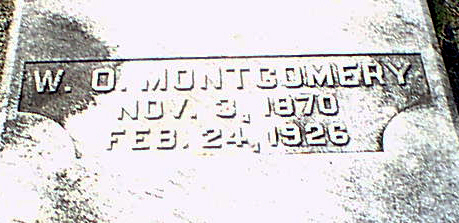 W. O. MONTGOMERY
NOV. 3, 1870
FEB. 24, 1926